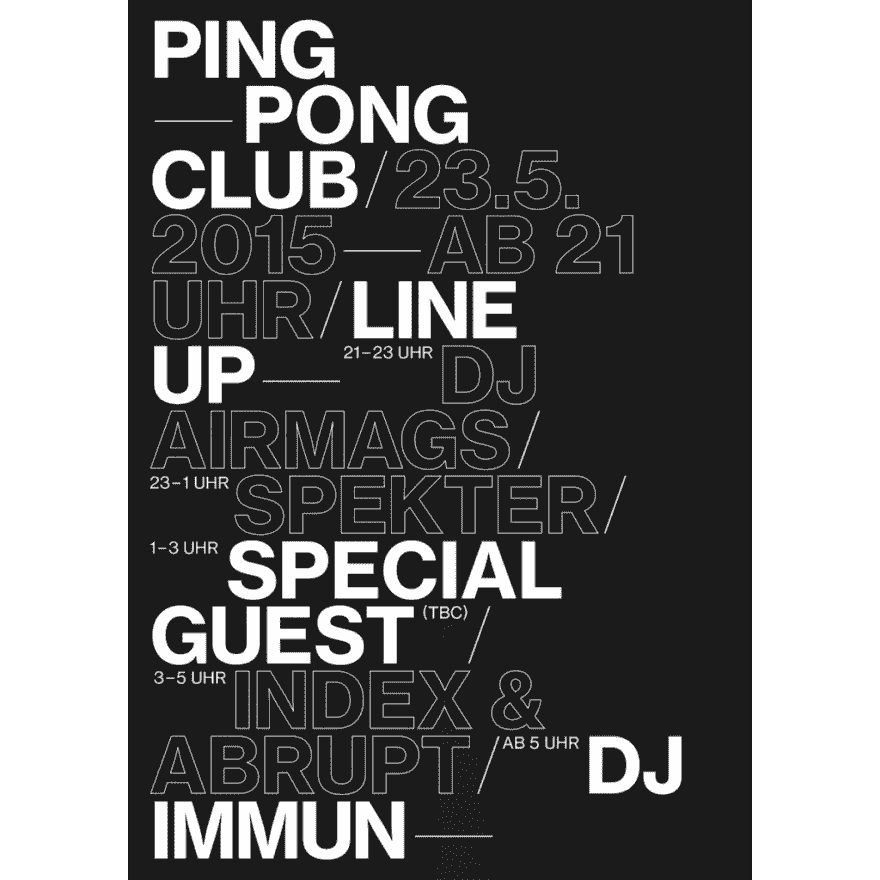 PING
— PONG
CLUB / 23.5.
2015 — AB 21
UHR / LINE
UP — 21–23 UHR DJ
AIRMAGS /
23–1 UHR SPEKTER /
1–3 UHR SPECIAL
GUEST (TBC) /
3–5 UHR INDEX &
ABRUPT / AB 5 UHR DJ
IMMUN —